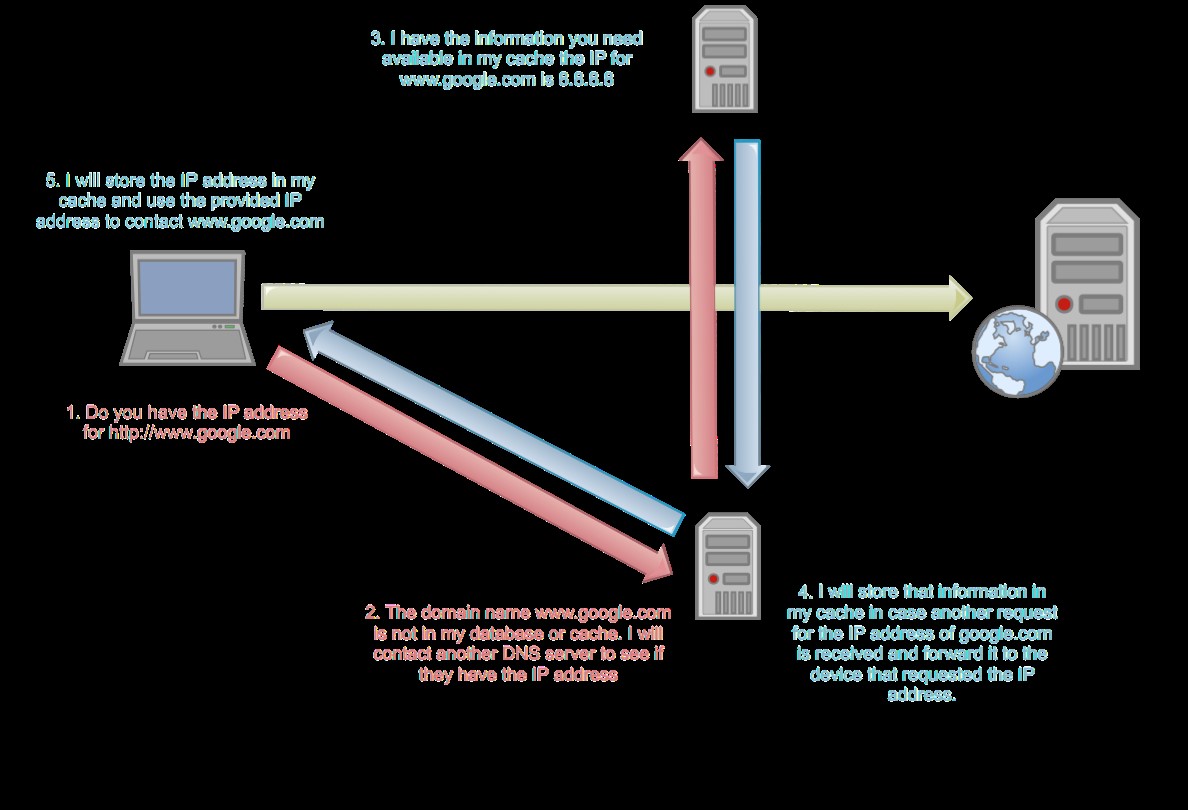 3. I have the information you need
available in my cache the IP for
www.google.com is 6.6.6.6
5. I will store the IP address in my
cache and use the provided IP
address to contact www.google.com
1. Do you have the IP address
for http://www.google.com
2. The domain name www.google.com
is not in my database or cache. I will
contact another DNS server to see if
they have the IP address
4. I will store that information in
my cache in case another request
for the IP address of google.com
is received and forward it to the
device that requested the IP
address.